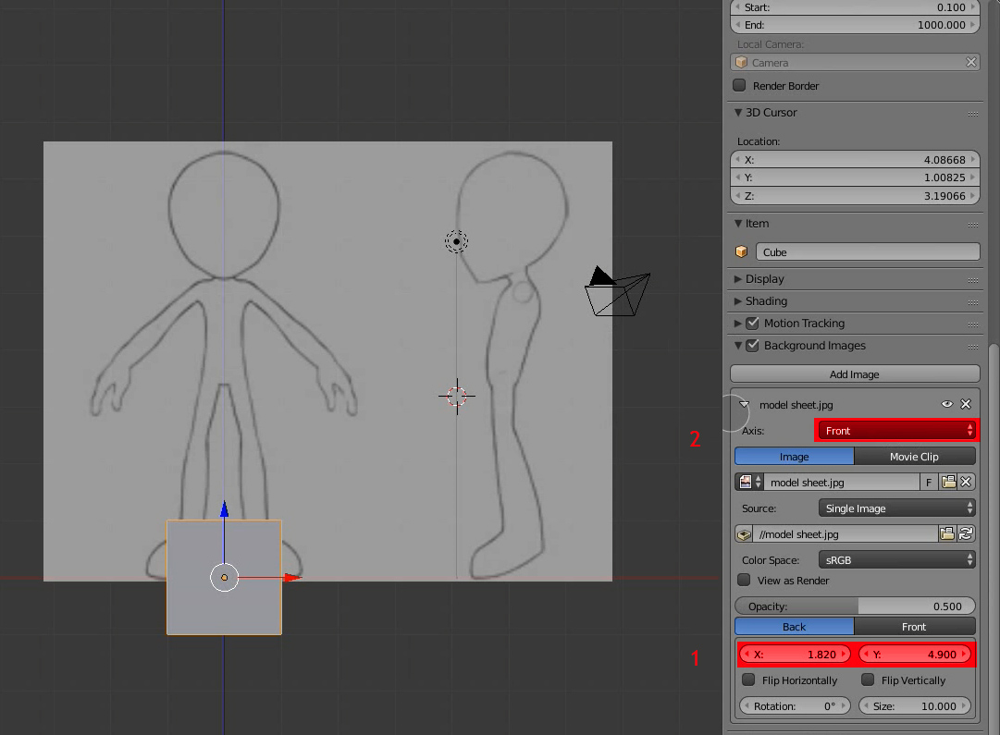 Start: 0.100
End: 1000.000
Local Camera:
Camera
Render Border
3D Cursor
Location:
X: 4.08668
Y: 1.00825
Z: 3.19066
Item
Cube
Display
Shading
Motion Tracking
Background Images
Add Image
model sheet.jpg
2
Axis: Front
Image Movie Clip
model sheet.jpg F
Source: Single Image
//model sheet.jpg
Color Space: sRGB
View as Render
Opacity: 0.500
Back Front
1
X: 1.820 Y: 4.900
Flip Horizontally Flip Vertically
Rotation: 0° Size: 10.000